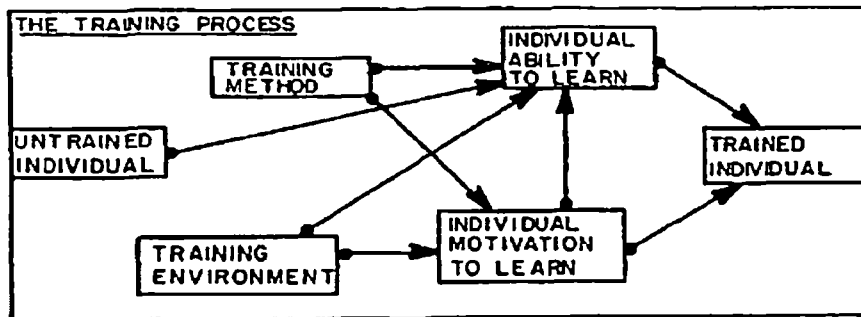 THE TRAINING PROCESS
TRAINING
METHOD
INDIVIDUAL
ABILITY
TO LEARN
UNTRAINED
INDIVIDUAL
TRAINED
INDIVIDUAL
TRAINING
ENVIRONMENT
INDIVIDUAL
MOTIVATION
TO LEARN